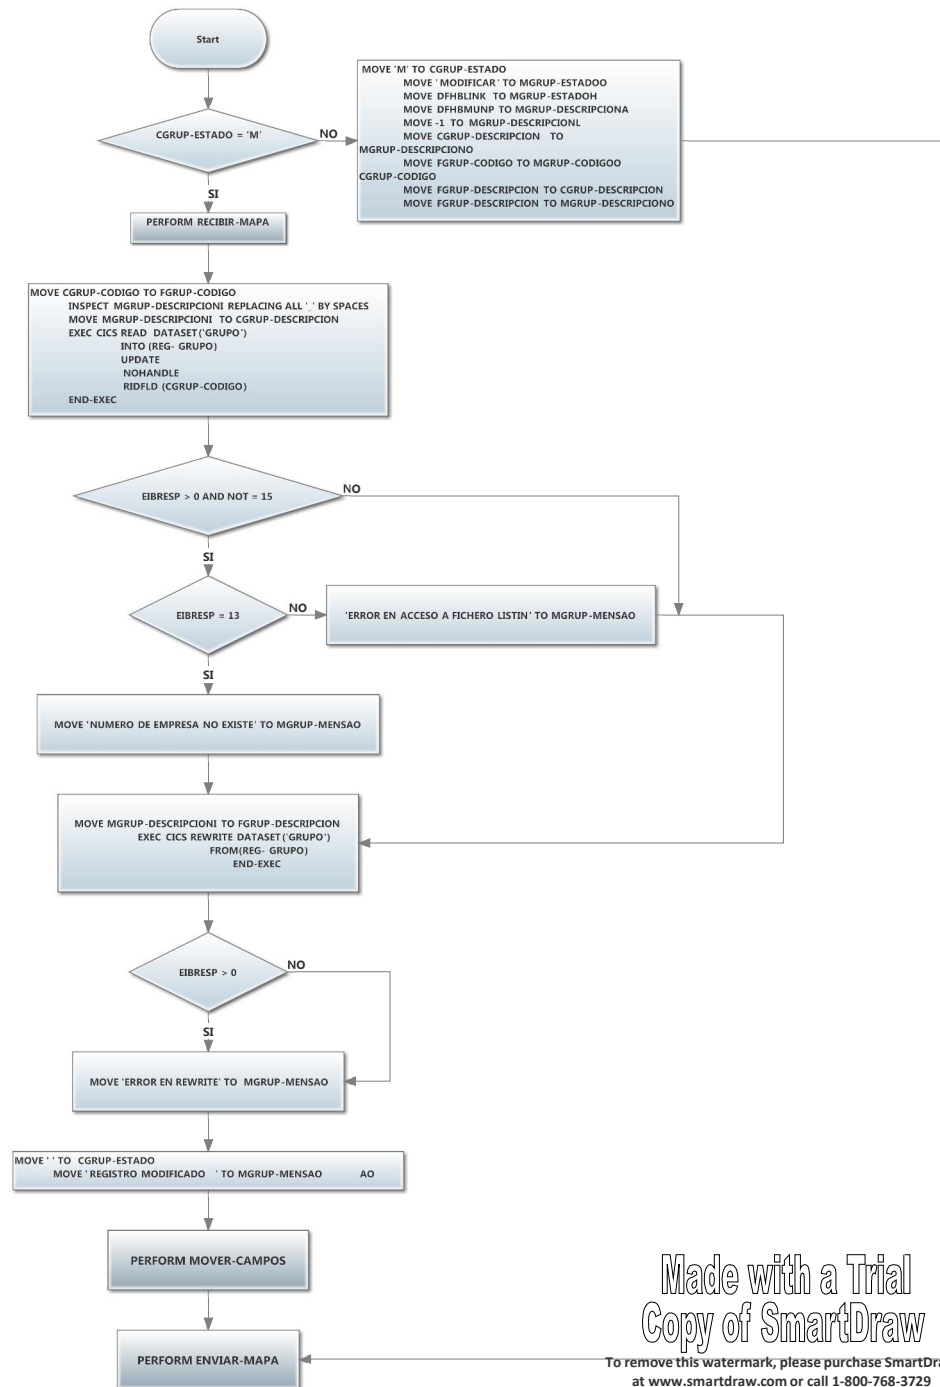 Start
CGRUP-ESTADO = 'M'
NO
MOVE 'M' TO CGRUP-ESTADO
MOVE ' MODIFICAR' TO MGRUP-ESTADOO
MOVE DFHBLINK TO MGRUP-ESTADOH
MOVE DFHBMUNP TO MGRUP-DESCRIPCIONA
MOVE -1 TO MGRUP-DESCRIPCIONL
MOVE CGRUP-DESCRIPCION TO
MGRUP-DESCRIPCIONO
MOVE FGRUP-CODIGO TO MGRUP-CODIGOO
CGRUP-CODIGO
MOVE FGRUP-DESCRIPCION TO CGRUP-DESCRIPCION
MOVE FGRUP-DESCRIPCION TO MGRUP-DESCRIPCIONO
SI
PERFORM RECIBIR-MAPA
MOVE CGRUP-CODIGO TO FGRUP-CODIGO
INSPECT MGRUP-DESCRIPCIONI REPLACING ALL '_' BY SPACES
MOVE MGRUP-DESCRIPCIONI TO CGRUP-DESCRIPCION
EXEC CICS READ DATASET('GRUPO')
INTO (REG- GRUPO)
UPDATE
NOHANDLE
RIDFLD (CGRUP-CODIGO)
END-EXEC
EIBRESP > 0 AND NOT = 15
NO
SI
EIBRESP = 13
NO
'ERROR EN ACCESO A FICHERO LISTIN' TO MGRUP-MENSAO
SI
MOVE 'NUMERO DE EMPRESA NO EXISTE' TO MGRUP-MENSAO
MOVE MGRUP-DESCRIPCIONI TO FGRUP-DESCRIPCION
EXEC CICS REWRITE DATASET('GRUPO')
FROM(REG- GRUPO)
END-EXEC
EIBRESP > 0
NO
SI
MOVE 'ERROR EN REWRITE' TO MGRUP-MENSAO
MOVE ' ' TO CGRUP-ESTADO
MOVE ' REGISTRO MODIFICADO ' TO MGRUP-MENSAO AO
PERFORM MOVER-CAMPOS
PERFORM ENVIAR-MAPA
Made with a Trial
Copy of SmartDraw
To remove this watermark, please purchase SmartDra
at www.smartdraw.com or call 1-800-768-3729